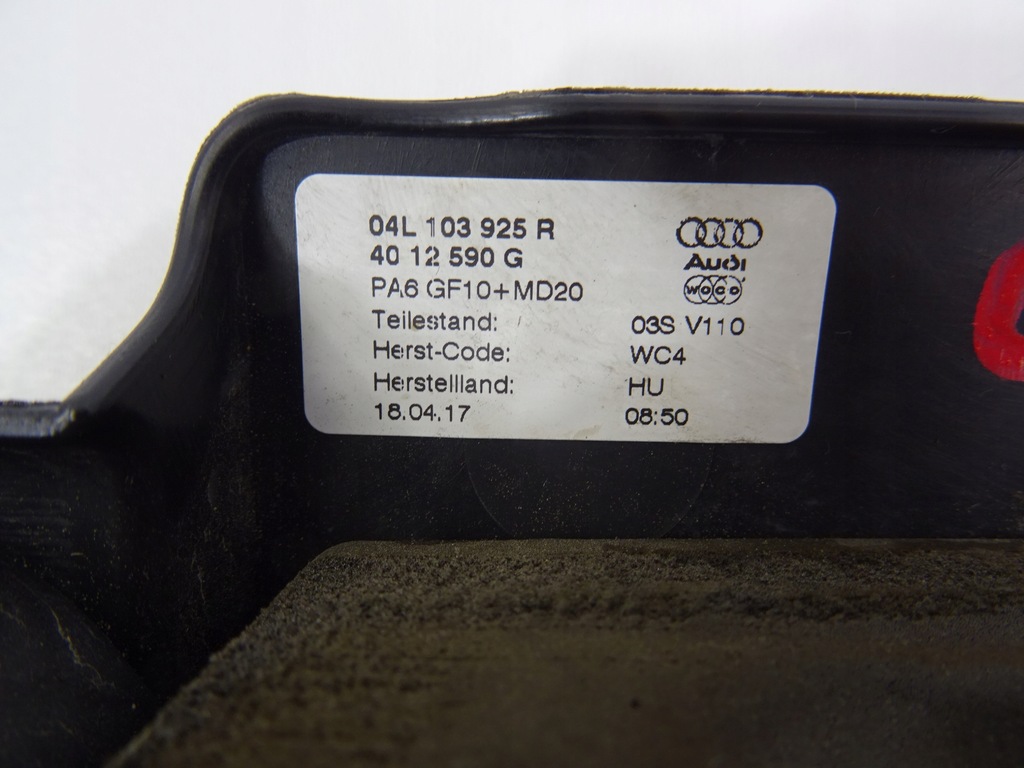 04L 103 925 R
40 12 590 G
Audi
PA6 GF10+MD20
WOCO
Teilestand: 03S V110
Herst-Code: WC4
Herstellland: HU
18.04.17 08:50